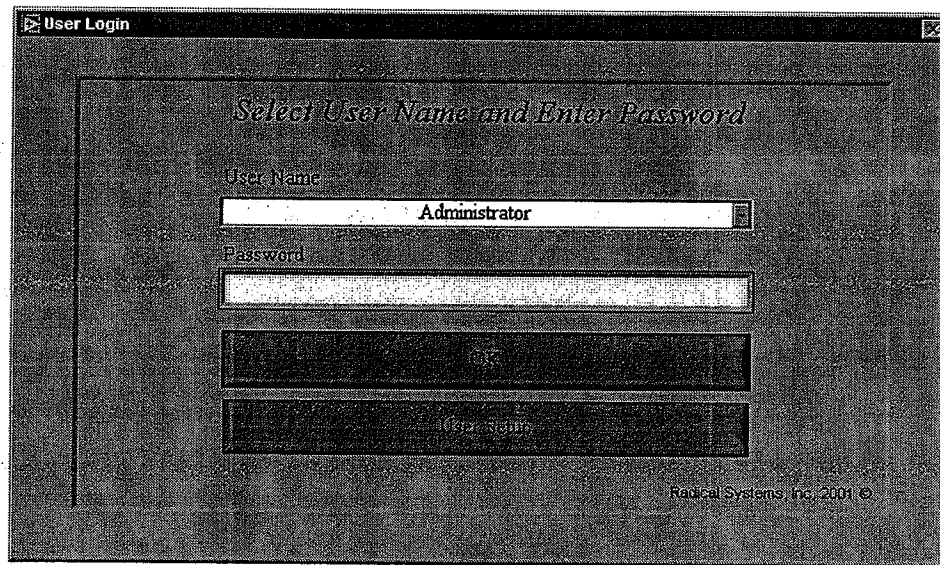 User Login
Select User Name and Enter Password
User Name
Administrator
Password
OK
User Setup
Radical Systems, Inc. 2001 ©